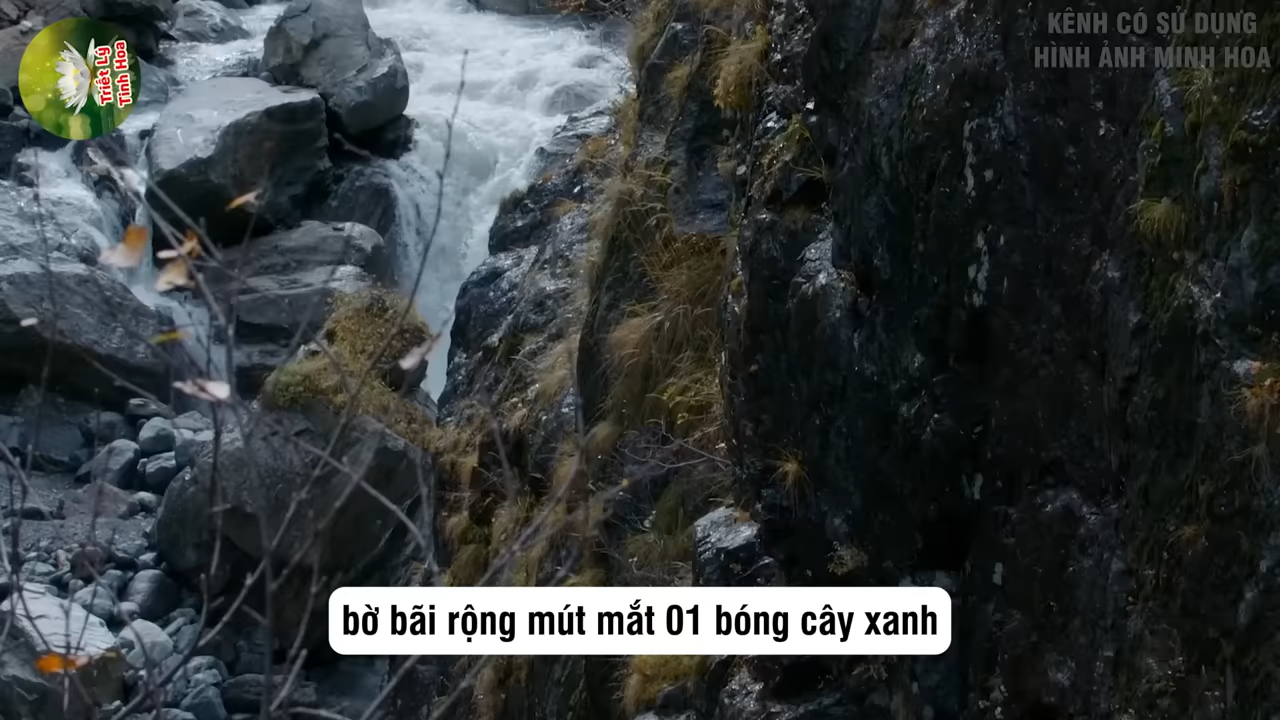 KÊNH CÓ SỬ DỤNG
HÌNH ẢNH MINH HOA
Triết Lý
Tinh Hoa
bờ bãi rộng mút mắt 01 bóng cây xanh